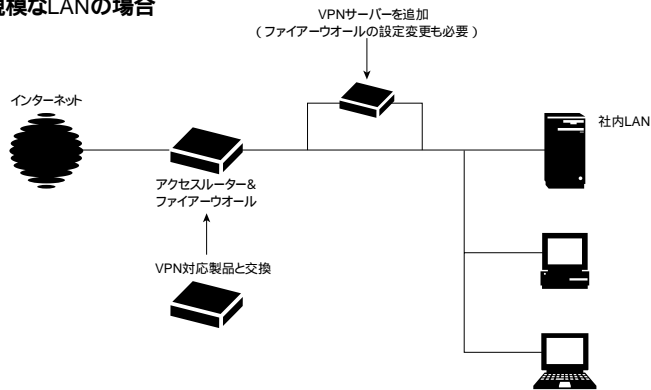 規模なLANの場合
VPNサーバーを追加
(ファイアーウオールの設定変更も必要)
インターネット
社内LAN
アクセスルーター&
ファイアーウオール
VPN対応製品と交換